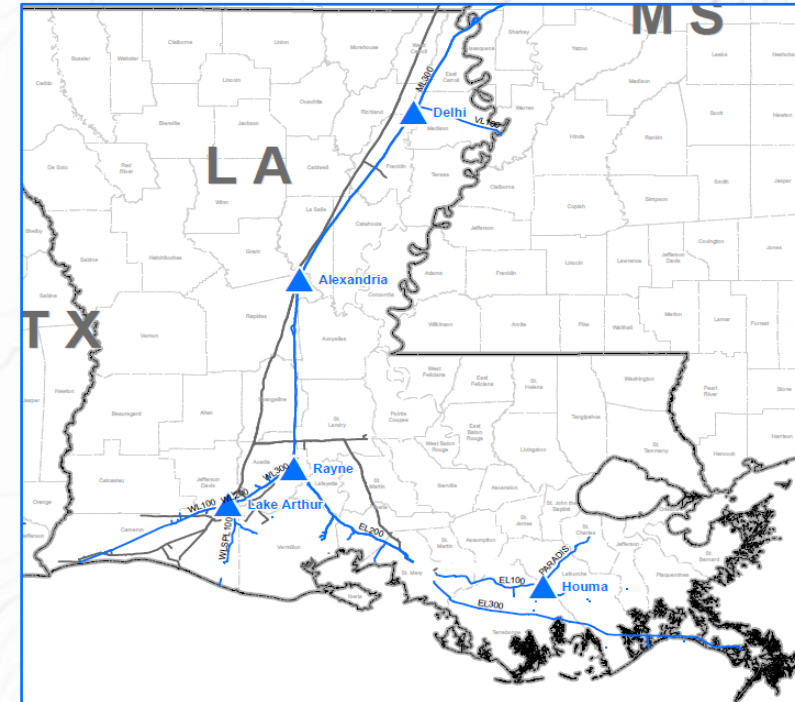 M S
L A
T X
ML300
Delhi
VL100
Alexandria
Rayne
WL300
WL200
WL100
Lake Arthur
WLSPL100
EL200
PARADIS
EL100
Houma
EL300
Sharkey
Issaquena
Yazoo
Leake
Neshoba
Claiborne
Union
Morehouse
West
Carroll
East
Carroll
Caddo
Bossier
Webster
Lincoln
Ouachita
Richland
Madison
Warren
Hinds
Madison
Scott
Newton
Rankin
Bienville
Jackson
Caldwell
Franklin
Tensas
De Soto
Red
River
Winn
La Salle
Catahoula
Claiborne
Copiah
Simpson
Smith
Jasper
Shelby
Sabine
Natchitoches
Grant
Concordia
Jefferson
Adams
Franklin
Lincoln
Lawrence
Jefferson
Davis
Covington
Jones
Sabine
Vernon
Rapides
Avoyelles
Wilkinson
Amite
Pike
Walthall
Marion
Lamar
Forrest
Newton
Jasper
Beauregard
Allen
Evangeline
St.
Landry
Pointe
Coupee
West
Feliciana
East
Feliciana
St.
Helena
Tangipahoa
Washington
Pearl
River
Stone
Orange
Jefferson
Calcasieu
Jefferson
Davis
Acadia
Lafayette
St.
Martin
West Baton
Rouge
East
Baton
Rouge
Livingston
St.
Tammany
Hancock
Harrison
Cameron
Vermilion
Iberia
Iberville
Ascension
St.
James
St. John the
Baptist
St.
Charles
Jefferson
St.
Bernard
St.
Martin
Assumption
St. Mary
Lafourche
Plaquemines
Terrebonne